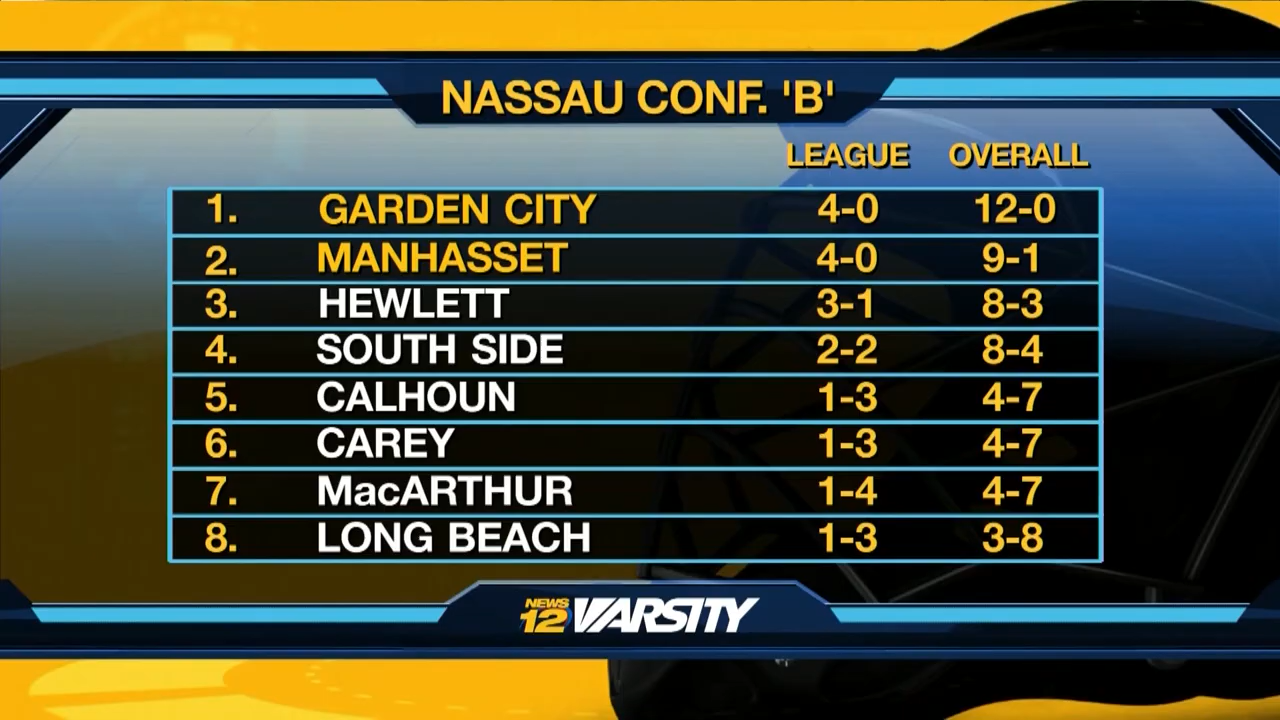 NASSAU CONF. 'B'
LEAGUE OVERALL
1. GARDEN CITY 4-0 12-0
2. MANHASSET 4-0 9-1
3. HEWLETT 3-1 8-3
4. SOUTH SIDE 2-2 8-4
5. CALHOUN 1-3 4-7
6. CAREY 1-3 4-7
7. MacARTHUR 1-4 4-7
8. LONG BEACH 1-3 3-8
NEWS 12 VARSITY